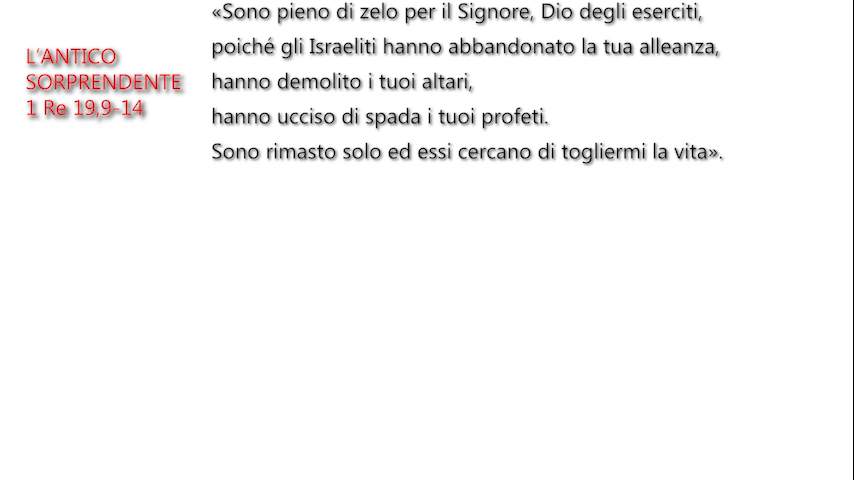 L'ANTICO
SORPRENDENTE
1 Re 19,9-14
«Sono pieno di zelo per il Signore, Dio degli eserciti,
poiché gli Israeliti hanno abbandonato la tua alleanza,
hanno demolito i tuoi altari,
hanno ucciso di spada i tuoi profeti.
Sono rimasto solo ed essi cercano di togliermi la vita».